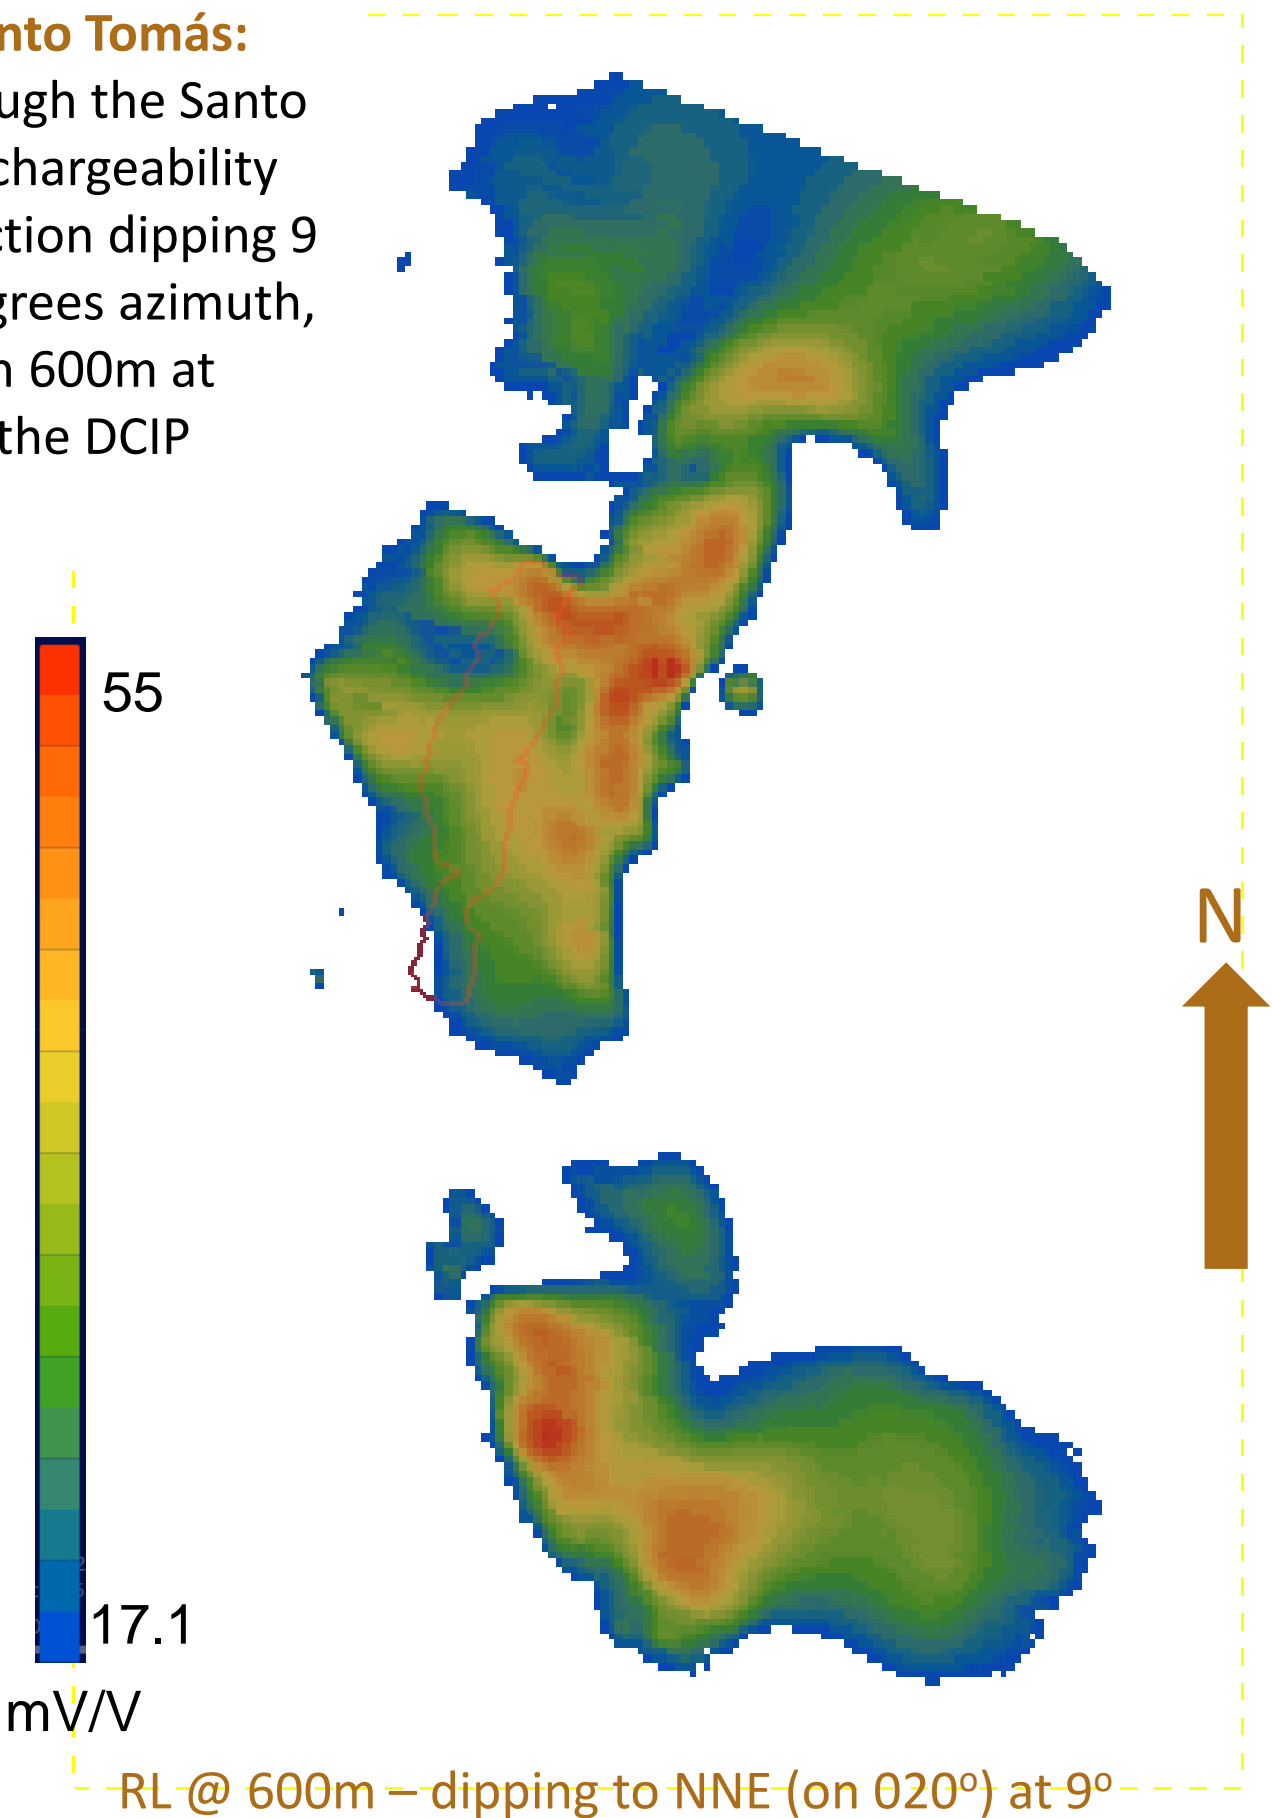 nto Tomás:
ugh the Santo
chargeability
ction dipping 9
grees azimuth,
n 600m at
the DCIP
55
N
17.1
mV/V
RL @ 600m – dipping to NNE (on 020º) at 9º